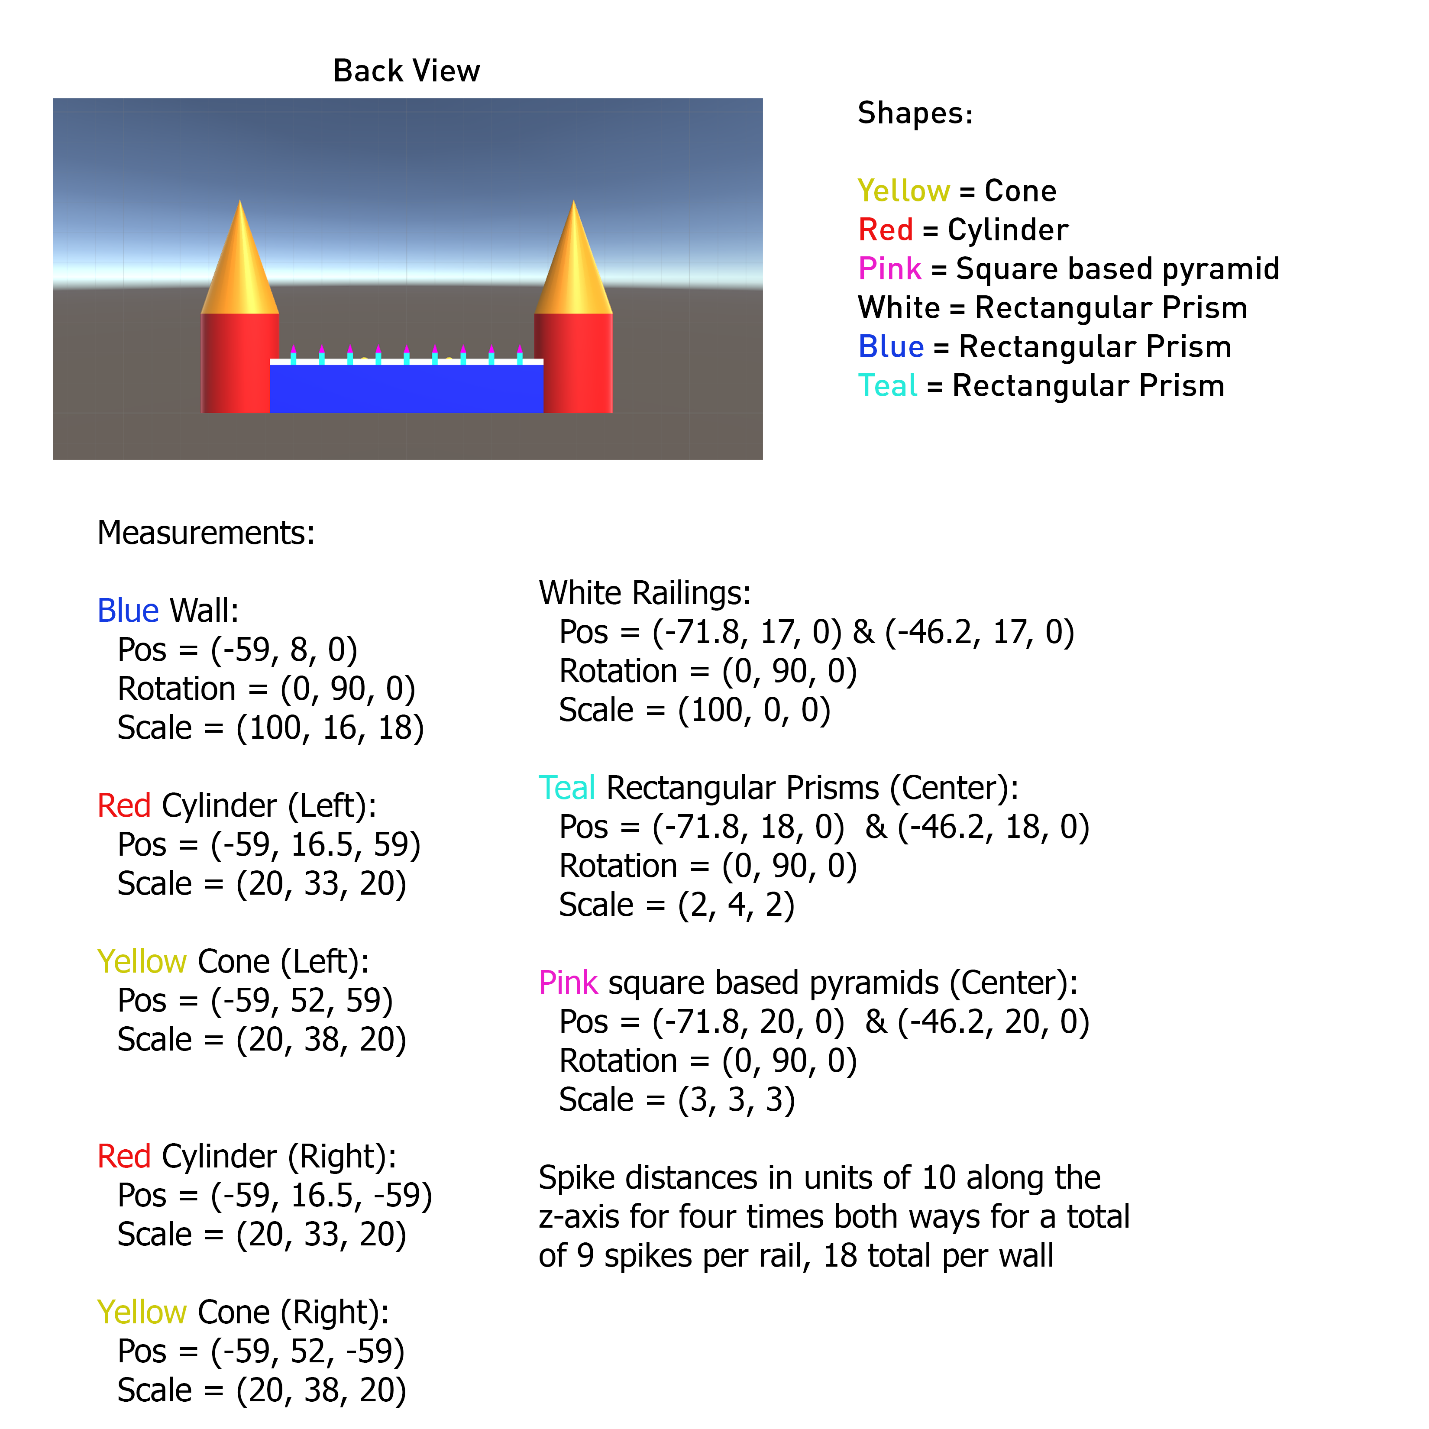 Back View
Shapes:
Yellow = Cone
Red = Cylinder
Pink = Square based pyramid
White = Rectangular Prism
Blue = Rectangular Prism
Teal = Rectangular Prism
Measurements:
Blue Wall:
Pos = (-59, 8, 0)
Rotation = (0, 90, 0)
Scale = (100, 16, 18)
Red Cylinder (Left):
Pos = (-59, 16.5, 59)
Scale = (20, 33, 20)
Yellow Cone (Left):
Pos = (-59, 52, 59)
Scale = (20, 38, 20)
Red Cylinder (Right):
Pos = (-59, 16.5, -59)
Scale = (20, 33, 20)
Yellow Cone (Right):
Pos = (-59, 52, -59)
Scale = (20, 38, 20)
White Railings:
Pos = (-71.8, 17, 0) & (-46.2, 17, 0)
Rotation = (0, 90, 0)
Scale = (100, 0, 0)
Teal Rectangular Prisms (Center):
Pos = (-71.8, 18, 0) & (-46.2, 18, 0)
Rotation = (0, 90, 0)
Scale = (2, 4, 2)
Pink square based pyramids (Center):
Pos = (-71.8, 20, 0) & (-46.2, 20, 0)
Rotation = (0, 90, 0)
Scale = (3, 3, 3)
Spike distances in units of 10 along the
z-axis for four times both ways for a total
of 9 spikes per rail, 18 total per wall